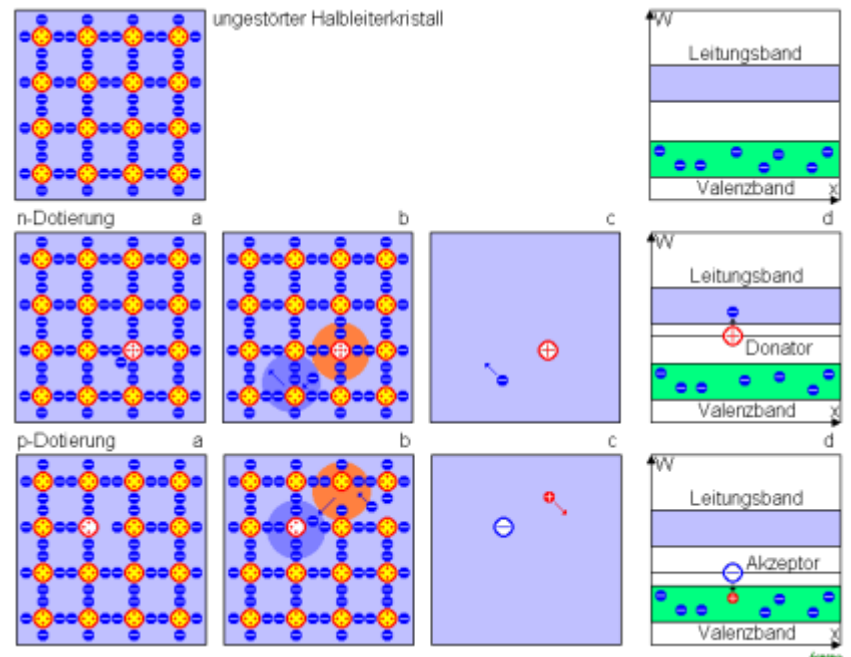 ungestörter Halbleiterkristall
W
Leitungsband
Valenzband x
n-Dotierung a b c d
W
Leitungsband
Donator
Valenzband x
p-Dotierung a b c d
W
Leitungsband
Akzeptor
Valenzband x